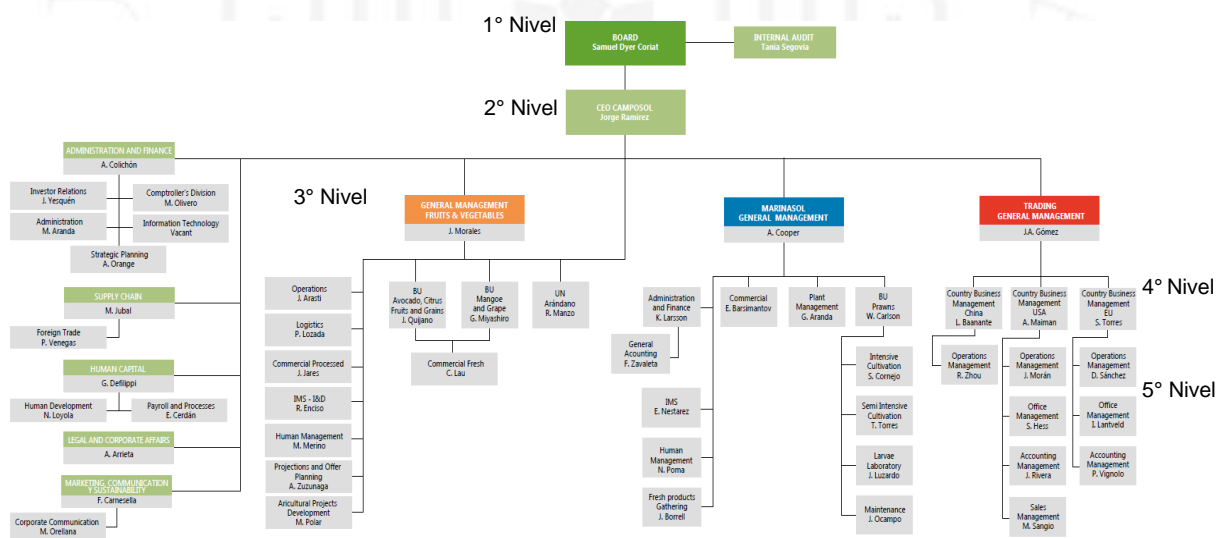 1° Nivel
BOARD
Samuel Dyer Coriat
INTERNAL AUDIT
Tania Segovia
2° Nivel
CEO CAMPOSOL
Jorge Ramirez
ADMINISTRATION AND FINANCE
A. Colichón
Investor Relations
J. Yesquén
Comptroller's Division
M. Olivero
Administration
M. Aranda
Information Technology
Vacant
Strategic Planning
A. Orange
SUPPLY CHAIN
M. Jubal
Foreign Trade
P. Venegas
HUMAN CAPITAL
G. Defilippi
Human Development
N. Loyola
Payroll and Processes
E. Cerdán
LEGAL AND CORPORATE AFFAIRS
A. Arrieta
MARKETING, COMMUNICATION
Y SUSTAINABILITY
F. Carnesella
Corporate Communication
M. Orellana
3° Nivel
GENERAL MANAGEMENT
FRUITS & VEGETABLES
J. Morales
Operations
J. Arasti
Logistics
P. Lozada
Commercial Processed
J. Jares
IMS - I&D
R. Enciso
Human Management
M. Merino
Projections and Offer
Planning
A. Zuzunaga
Aricultural Projects
Development
M. Polar
BU
Avocado, Citrus
Fruits and Grains
J. Quijano
BU
Mangoe
and Grape
G. Miyashiro
UN
Arándano
R. Manzo
Commercial Fresh
C. Lau
MARINASOL
GENERAL MANAGEMENT
A. Cooper
Administration
and Finance
K. Larsson
General
Acounting
F. Zavaleta
IMS
E. Nestarez
Human
Management
N. Poma
Fresh products
Gathering
J. Borrell
Commercial
E. Barsimantov
Plant
Management
G. Aranda
BU
Prawns
W. Carlson
Intensive
Cultivation
S. Cornejo
Semi Intensive
Cultivation
T. Torres
Larvae
Laboratory
J. Luzardo
Maintenance
J. Ocampo
TRADING
GENERAL MANAGEMENT
J.A. Gómez
4° Nivel
Country Business
Management
China
L. Baanante
Operations
Management
R. Zhou
Country Business
Management
USA
A. Maiman
Operations
Management
J. Morán
Office
Management
S. Hess
Accounting
Management
J. Rivera
Sales
Management
M. Sangio
Country Business
Management
EU
S. Torres
Operations
Management
D. Sánchez
Office
Management
I. Lantveld
Accounting
Management
P. Vignolo
5° Nivel